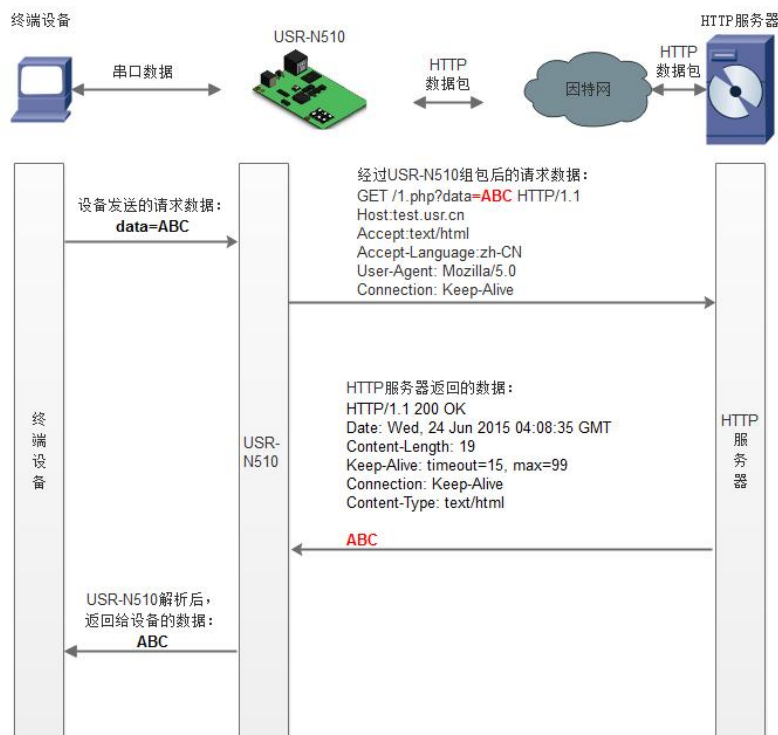 终端设备
USR-N510
HTTP服务器
串口数据
HTTP
数据包
因特网
HTTP
数据包
设备发送的请求数据：
data=ABC
经过USR-N510组包后的请求数据：
GET /1.php?data=ABC HTTP/1.1
Host:test.usr.cn
Accept:text/html
Accept-Language:zh-CN
User-Agent: Mozilla/5.0
Connection: Keep-Alive
HTTP服务器返回的数据：
HTTP/1.1 200 OK
Date: Wed, 24 Jun 2015 04:08:35 GMT
Content-Length: 19
Keep-Alive: timeout=15, max=99
Connection: Keep-Alive
Content-Type: text/html
ABC
终
端
设
备
USR-
N510
HTTP
服
务
器
USR-N510解析后，
返回给设备的数据：
ABC